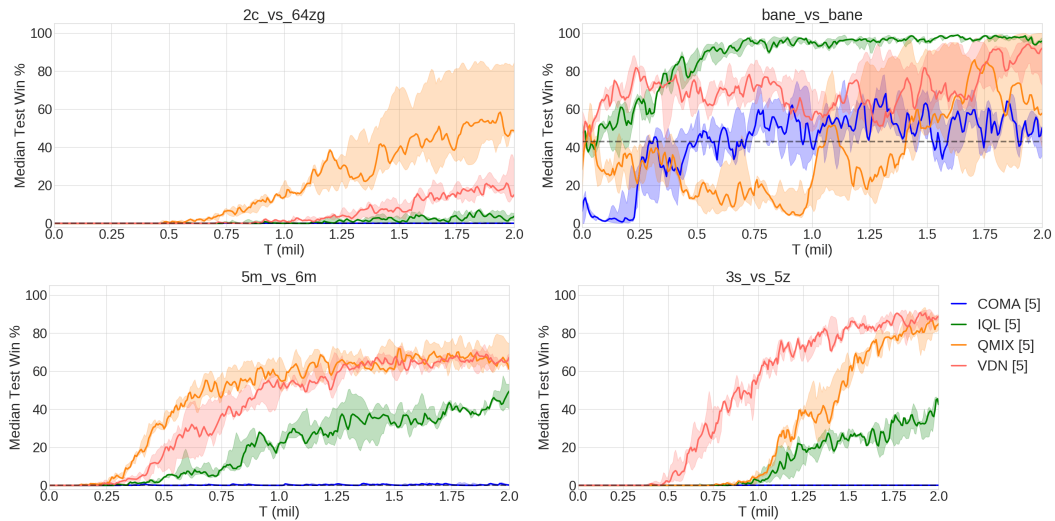 2c_vs_64zg
Median Test Win %
100
80
60
40
20
0
0.0 0.25 0.5 0.75 1.0 1.25 1.5 1.75 2.0
T (mil)
bane_vs_bane
Median Test Win %
100
80
60
40
20
0
0.0 0.25 0.5 0.75 1.0 1.25 1.5 1.75 2.0
T (mil)
5m_vs_6m
Median Test Win %
100
80
60
40
20
0
0.0 0.25 0.5 0.75 1.0 1.25 1.5 1.75 2.0
T (mil)
3s_vs_5z
Median Test Win %
100
80
60
40
20
0
0.0 0.25 0.5 0.75 1.0 1.25 1.5 1.75 2.0
T (mil)
COMA [5]
IQL [5]
QMIX [5]
VDN [5]